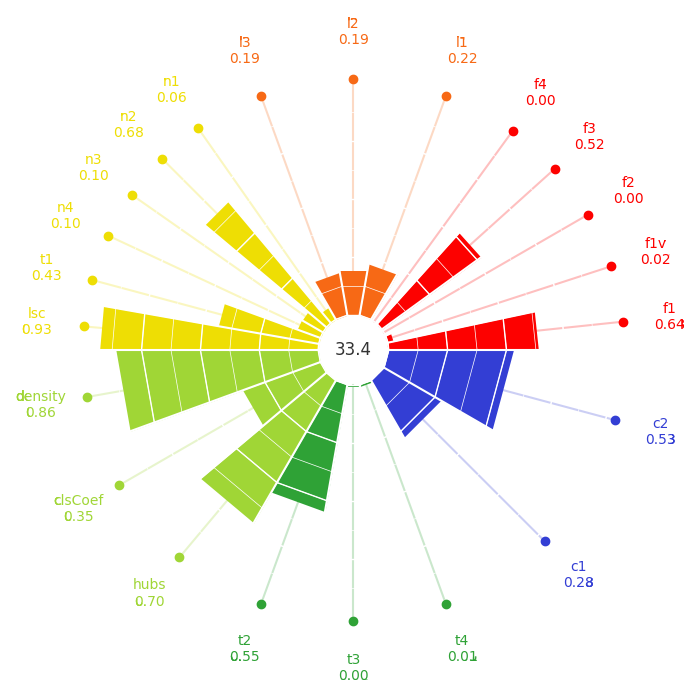 l2
0.19
l3
0.19
l1
0.22
n1
0.06
f4
0.00
n2
0.68
f3
0.52
n3
0.10
f2
0.00
n4
0.10
f1v
0.02
t1
0.43
lsc
0.93
f1
0.64
33.4
density
0.86
c2
0.53
clsCoef
0.35
c1
0.28
hubs
0.70
t2
0.55
t3
0.00
t4
0.01